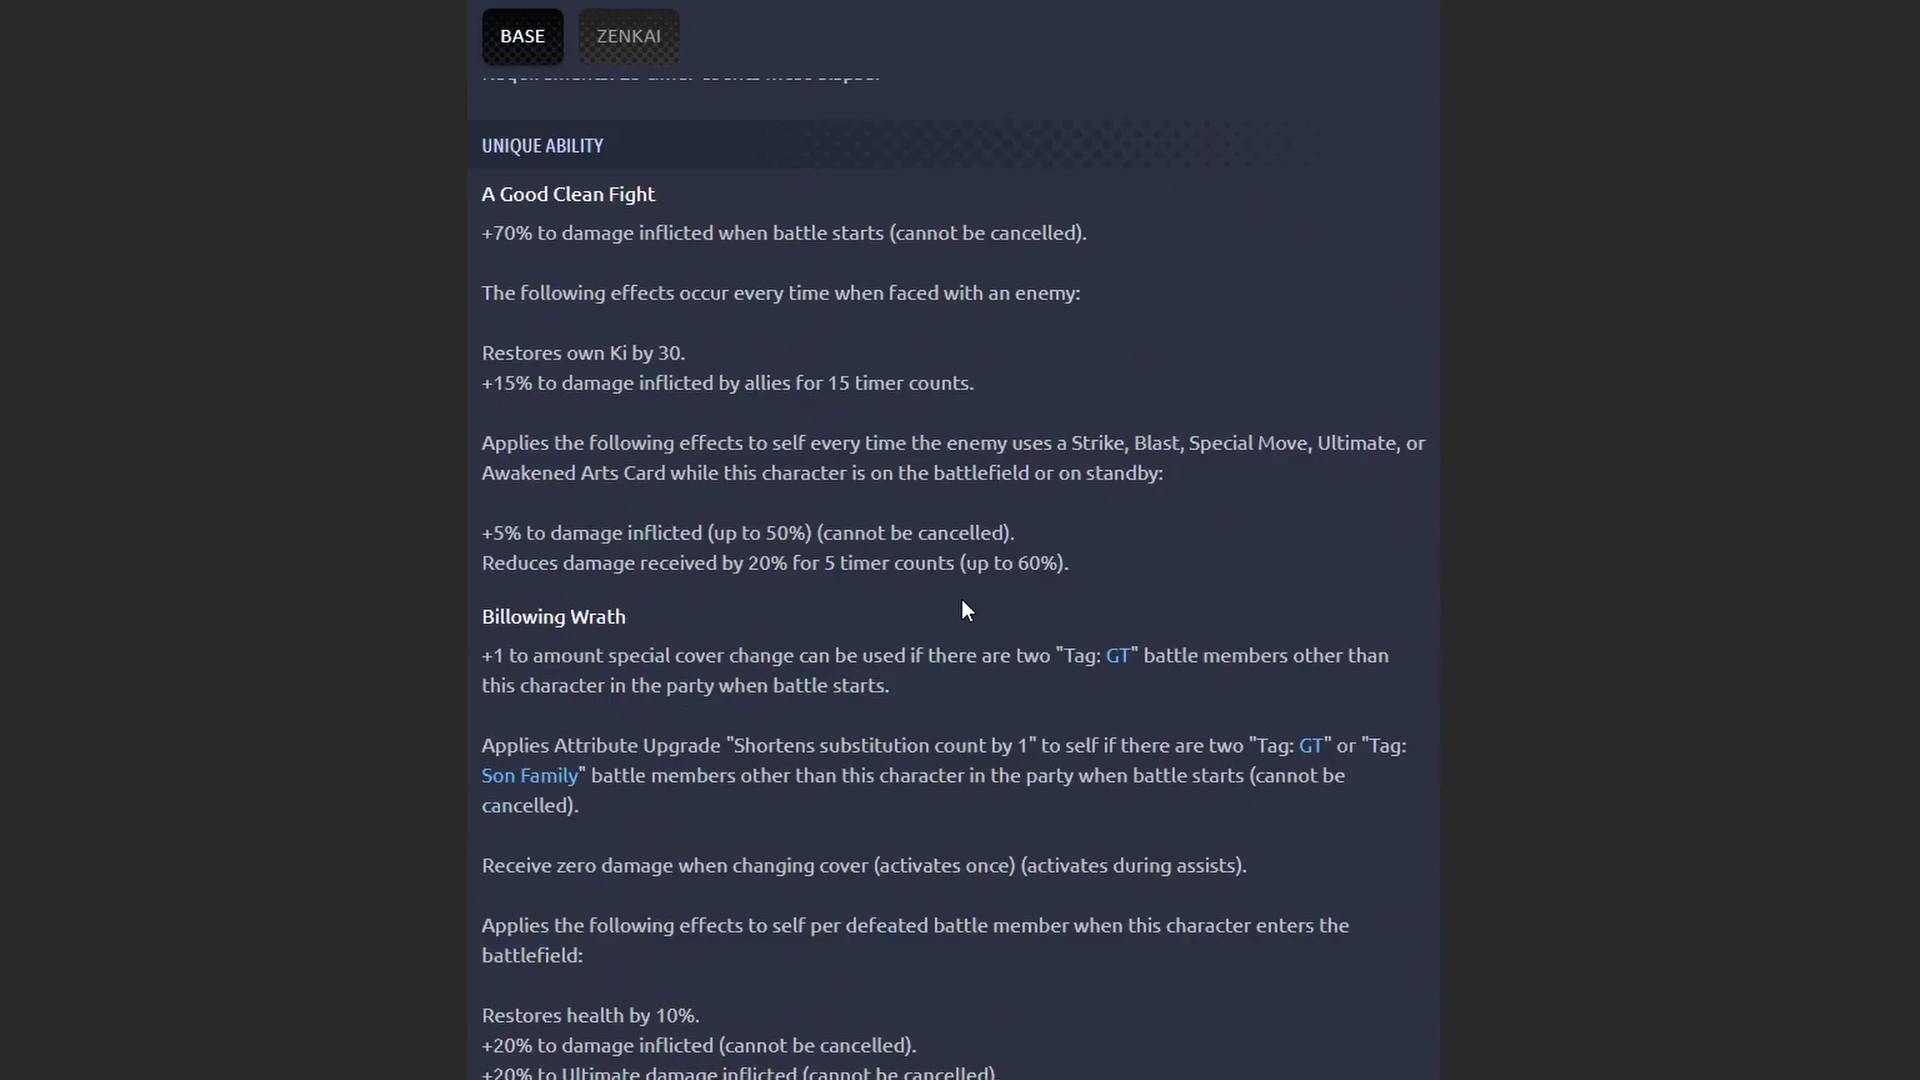 BASE
ZENKAI
UNIQUE ABILITY
A Good Clean Fight
+70% to damage inflicted when battle starts (cannot be cancelled).
The following effects occur every time when faced with an enemy:
Restores own Ki by 30.
+15% to damage inflicted by allies for 15 timer counts.
Applies the following effects to self every time the enemy uses a Strike, Blast, Special Move, Ultimate, or
Awakened Arts Card while this character is on the battlefield or on standby:
+5% to damage inflicted (up to 50%) (cannot be cancelled).
Reduces damage received by 20% for 5 timer counts (up to 60%).
Billowing Wrath
+1 to amount special cover change can be used if there are two "Tag: GT" battle members other than
this character in the party when battle starts.
Applies Attribute Upgrade "Shortens substitution count by 1" to self if there are two "Tag: GT" or "Tag:
Son Family" battle members other than this character in the party when battle starts (cannot be
cancelled).
Receive zero damage when changing cover (activates once) (activates during assists).
Applies the following effects to self per defeated battle member when this character enters the
battlefield:
Restores health by 10%.
+20% to damage inflicted (cannot be cancelled).
+20% to Ultimate damage inflicted (cannot be cancelled).